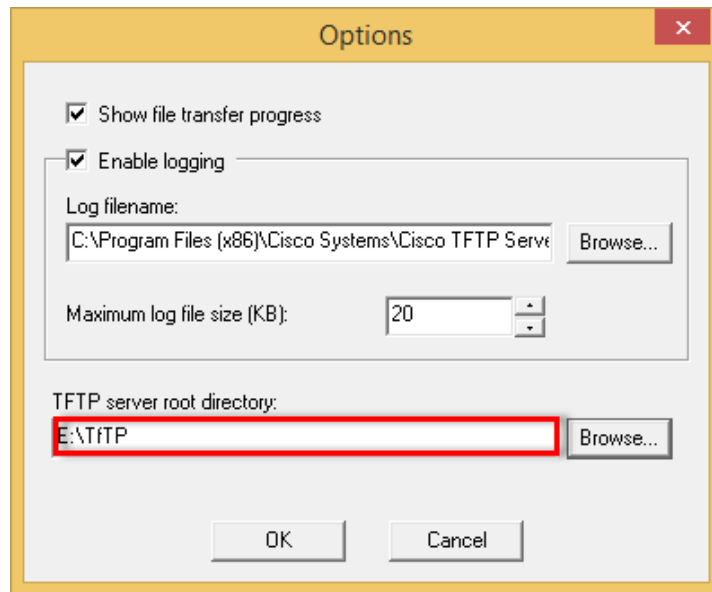 Options
Show file transfer progress
Enable logging
Log filename:
C:\Program Files (x86)\Cisco Systems\Cisco TFTP Serve
Browse...
Maximum log file size (KB):
20
TFTP server root directory:
E:\TfTP
Browse...
OK
Cancel